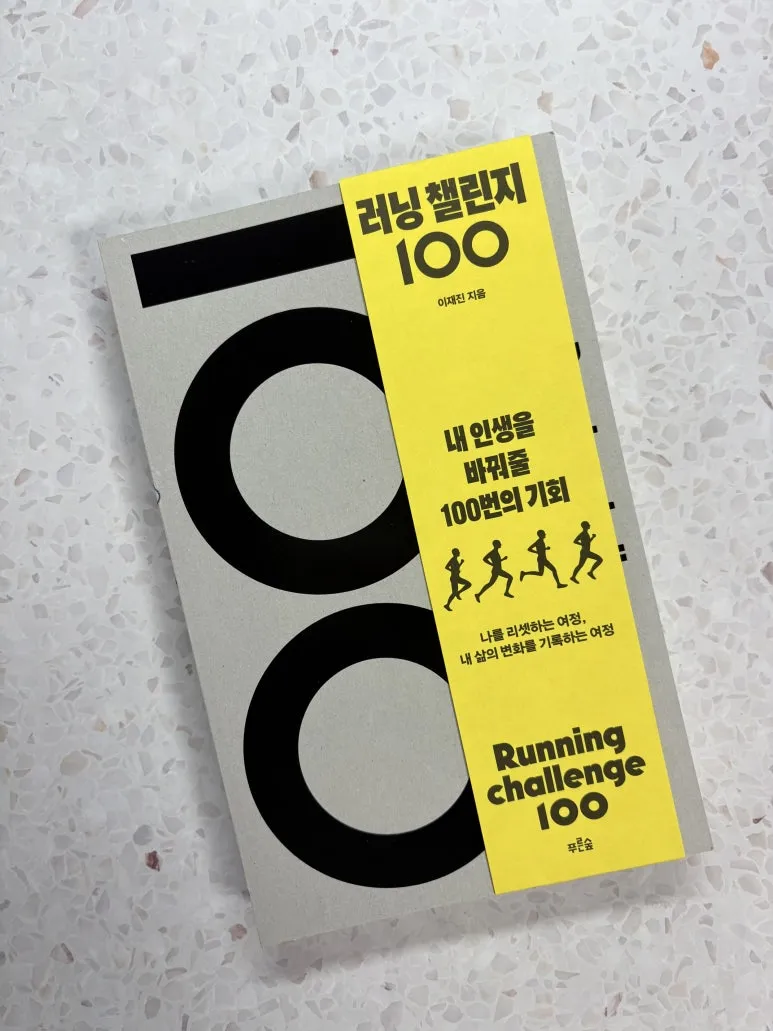 러닝 챌린지
100
이재진 지음
내 인생을
바꿔줄
100번의 기회
나를 리셋하는 여정,
내 삶의 변화를 기록하는 여정
Running
challenge
100
푸른숲
100